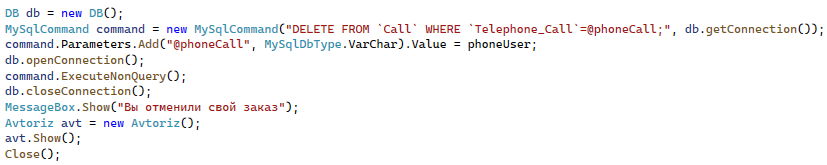 DB db = new DB();
MySqlCommand command = new MySqlCommand("DELETE FROM `Call` WHERE `Telephone_Call`=@phoneCall;", db.getConnection());
command.Parameters.Add("@phoneCall", MySqlDbType.VarChar).Value = phoneUser;
db.openConnection();
command.ExecuteNonQuery();
db.closeConnection();
MessageBox.Show("Вы отменили свой заказ");
Avtoriz avt = new Avtoriz();
avt.Show();
Close();